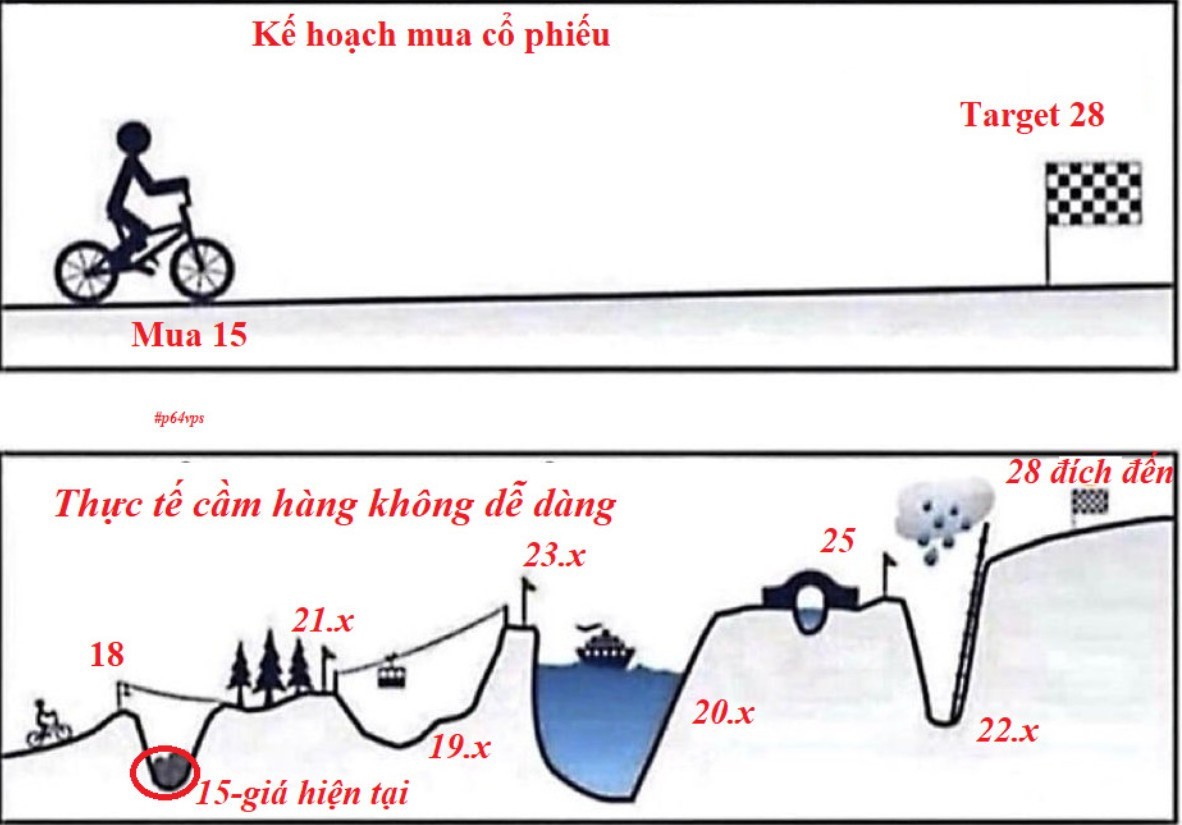 Kế hoạch mua cổ phiếu
Target 28
Mua 15
#p64vps
28 đích đến
Thực tế cầm hàng không dễ dàng
25
23.x
21.x
18
20.x
22.x
19.x
15-giá hiện tại